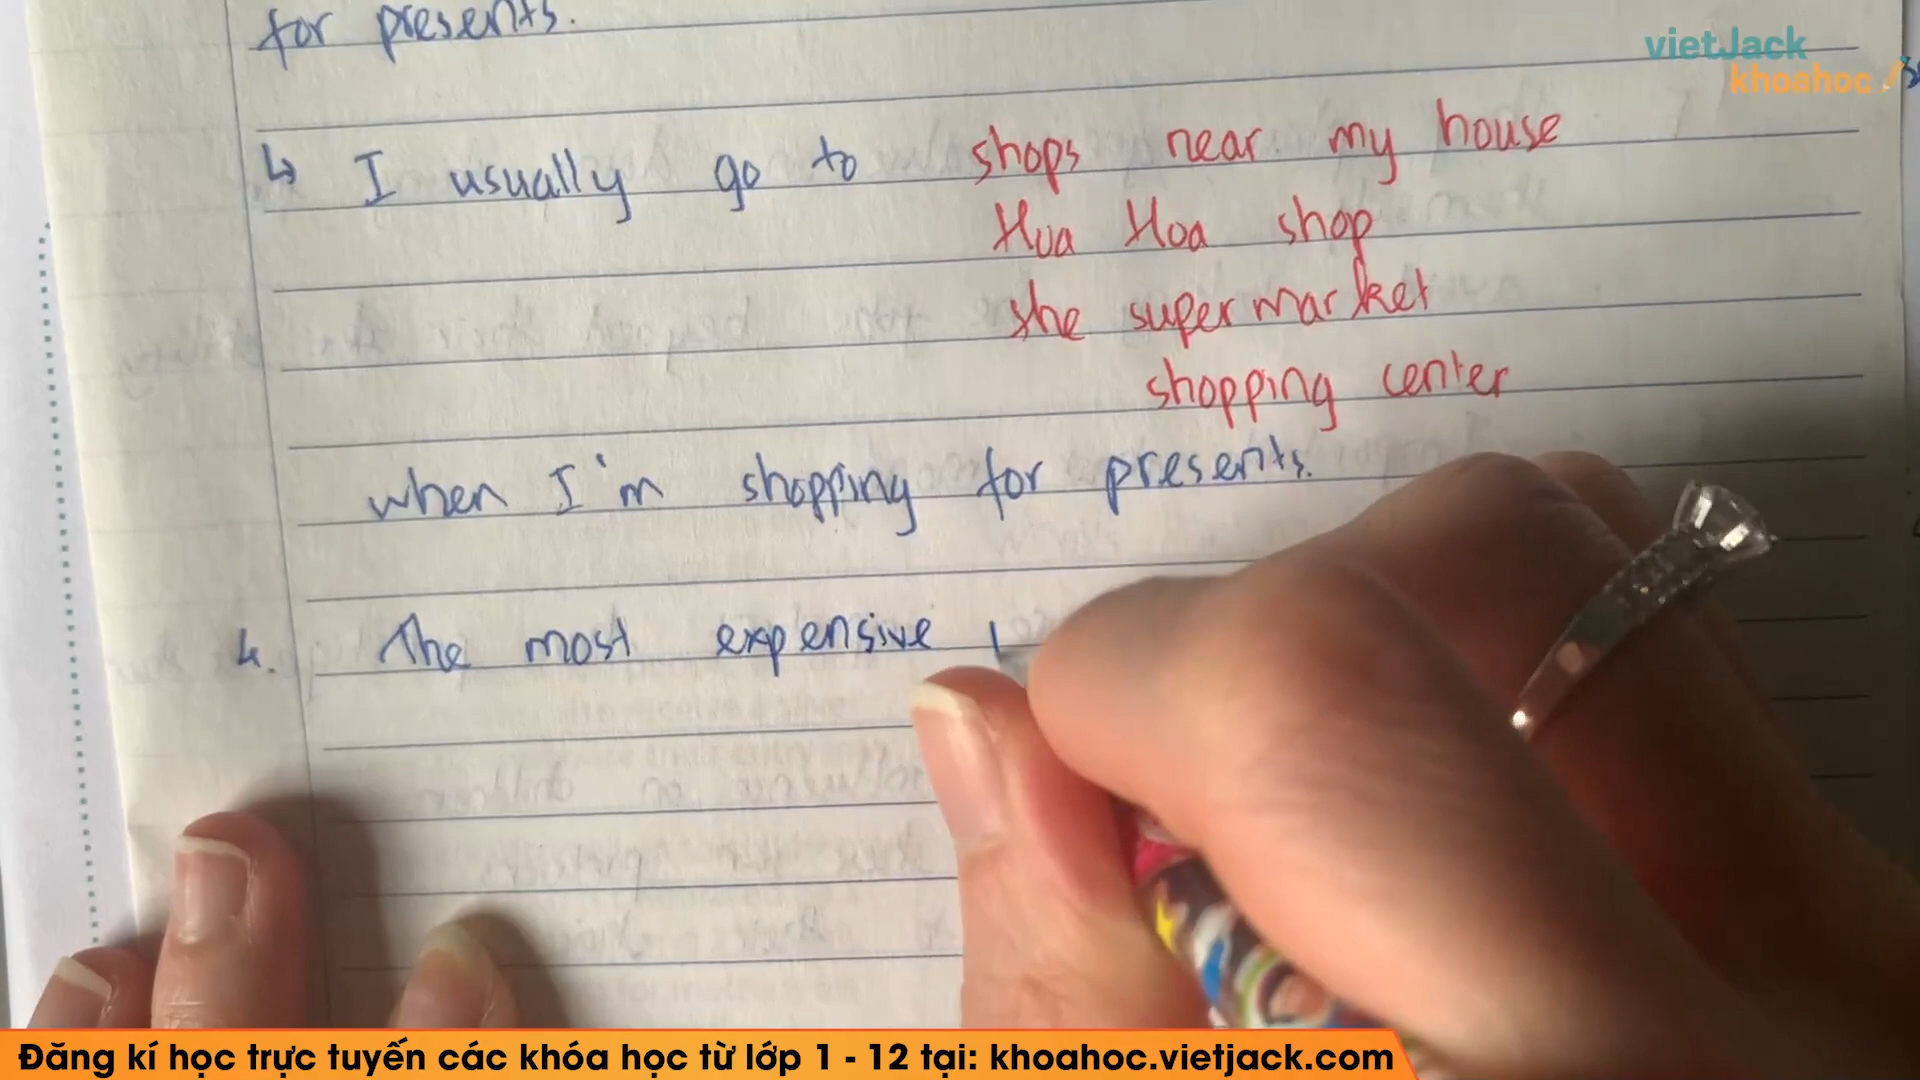 for presents.
vietJack
khoahoc
↳ I usually go to shops near my house
Hoa Hoa shop
the supermarket
shopping center
when I'm shopping for presents.
4. The most expensive
Đăng kí học trực tuyến các khóa học từ lớp 1 - 12 tại: khoahoc.vietjack.com